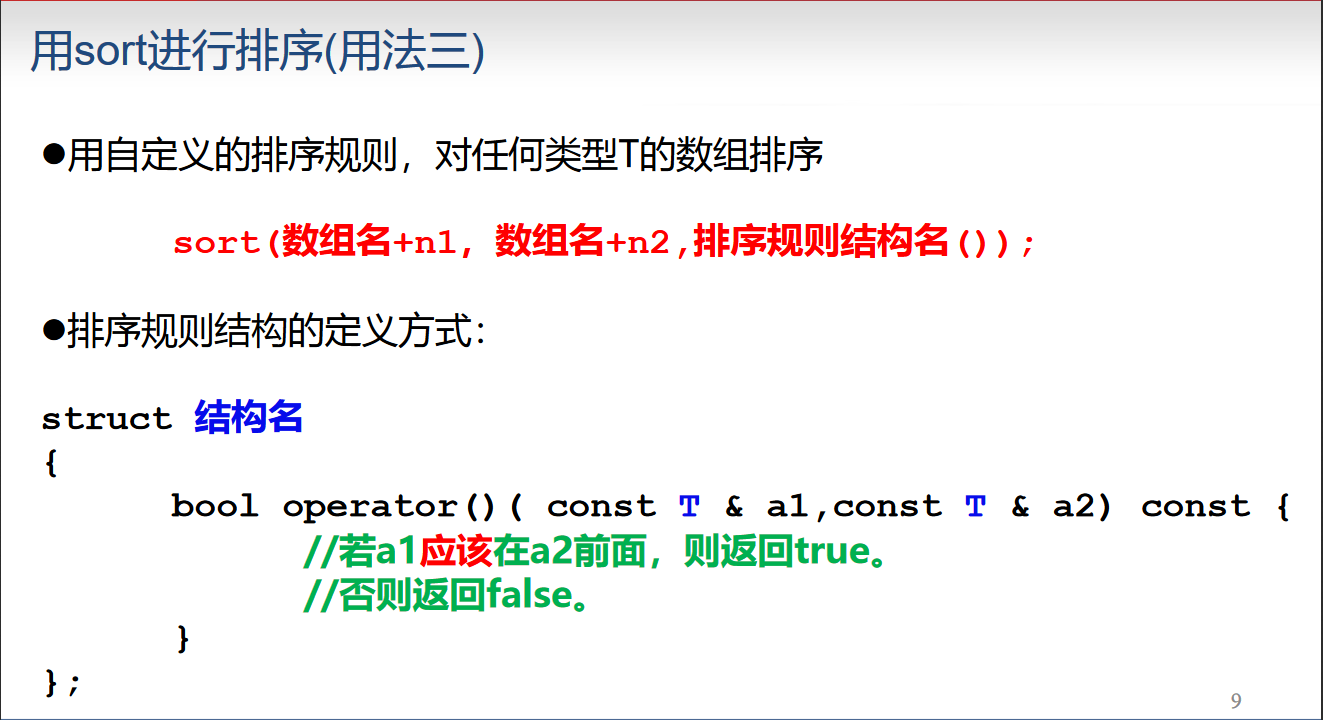 用sort进行排序(用法三)
●用自定义的排序规则，对任何类型T的数组排序
sort(数组名+n1, 数组名+n2,排序规则结构名());
●排序规则结构的定义方式：
struct 结构名
{
bool operator()( const T & a1,const T & a2) const {
//若a1应该在a2前面，则返回true。
//否则返回false。
}
};
9